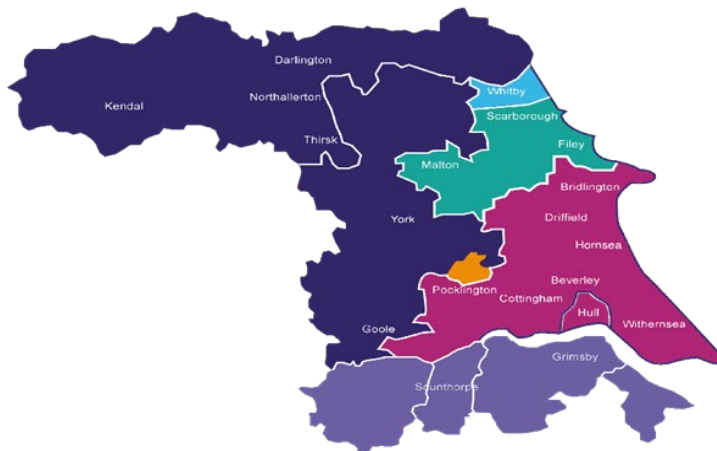 Darlington
Whitby
Northallerton
Kendal
Scarborough
Thirsk
Filey
Malton
Bridlington
York
Driffield
Hornsea
Beverley
Pocklington
Cottingham
Hull
Withernsea
Goole
Grimsby
Scunthorpe